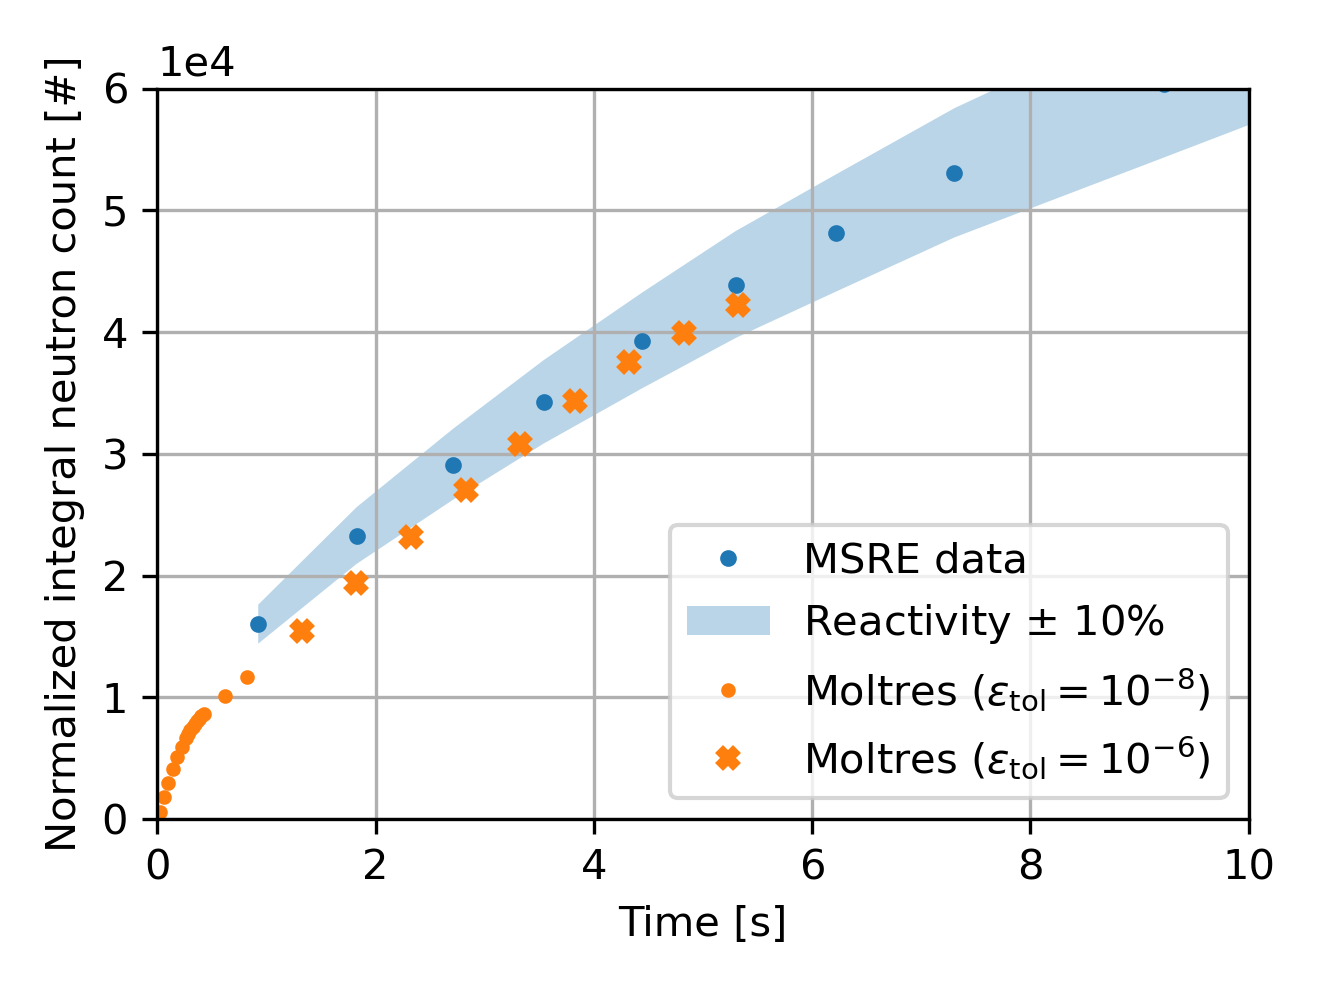 1e4
Normalized integral neutron count [#]
6
5
4
3
2
1
0
MSRE data
Reactivity ± 10%
Moltres (ϵtol = 10⁻⁸)
Moltres (ϵtol = 10⁻⁶)
0 2 4 6 8 10
Time [s]